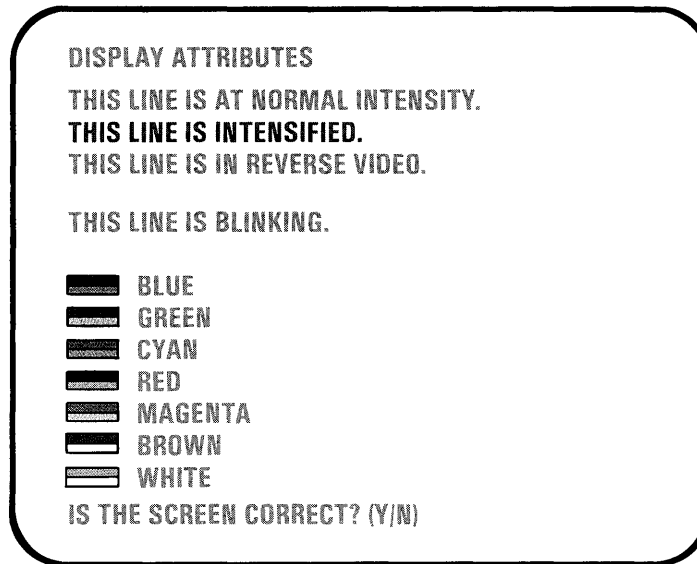 DISPLAY ATTRIBUTES
THIS LINE IS AT NORMAL INTENSITY.
THIS LINE IS INTENSIFIED.
THIS LINE IS IN REVERSE VIDEO.
THIS LINE IS BLINKING.
BLUE
GREEN
CYAN
RED
MAGENTA
BROWN
WHITE
IS THE SCREEN CORRECT? (Y/N)